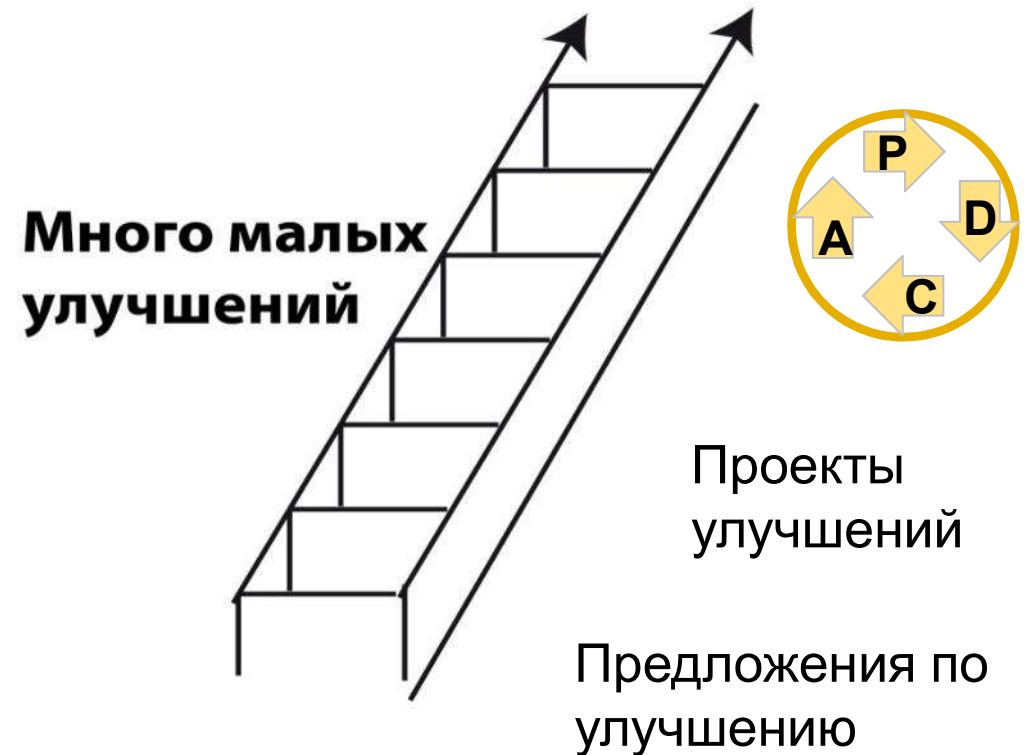 Много малых
улучшений
P
D
A
C
Проекты
улучшений
Предложения по
улучшению